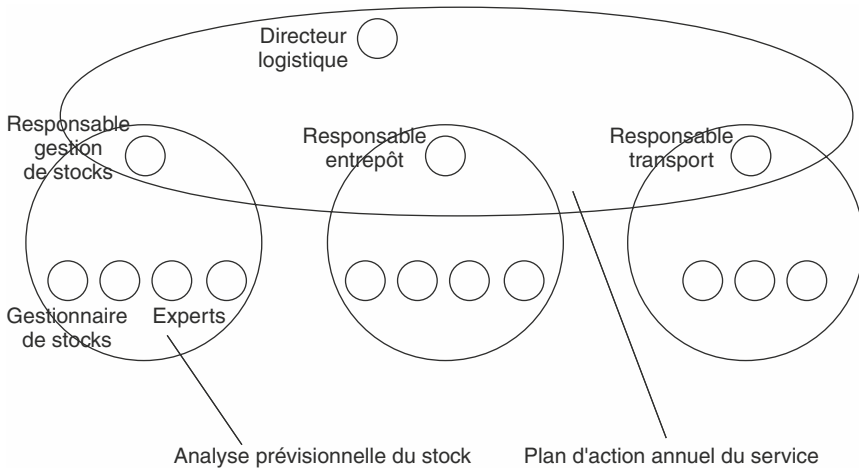 Directeur
logistique
Responsable
gestion
de stocks
Responsable
entrepôt
Responsable
transport
Gestionnaire
de stocks
Experts
Analyse prévisionnelle du stock
Plan d'action annuel du service